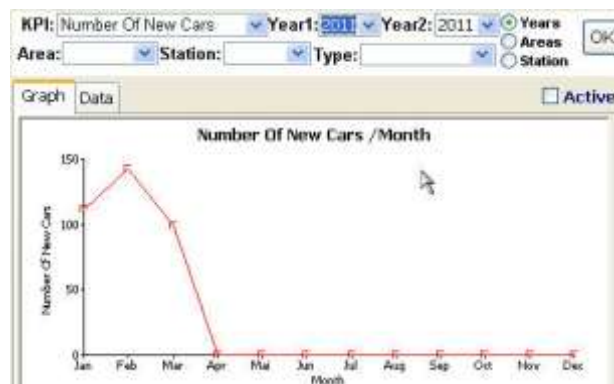 KPI: Number Of New Cars Year1: 2011 Year2: 2011 Years
Areas
Station
OK
Area: Station: Type:
Graph Data Active
Number Of New Cars /Month
150
100
50
0
Number Of New Cars
Jan Feb Mar Apr Mai Jun Jul Aug Sep Oct Nov Dec
Month